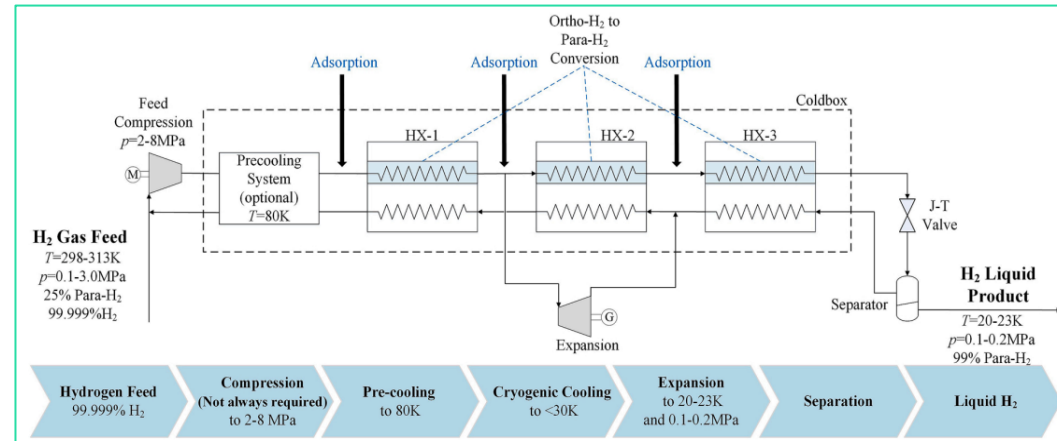 Ortho-H2 to
Para-H2
Conversion
Adsorption
Adsorption
Adsorption
Feed
Compression
p=2-8MPa
Coldbox
HX-1
HX-2
HX-3
M
Precooling
System
(optional)
T=80K
J-T
Valve
H2 Gas Feed
T=298-313K
p=0.1-3.0MPa
25% Para-H2
99.999%H2
G
Expansion
Separator
H2 Liquid
Product
T=20-23K
p=0.1-0.2MPa
99% Para-H2
Hydrogen Feed
99.999% H2
Compression
(Not always required)
to 2-8 MPa
Pre-cooling
to 80K
Cryogenic Cooling
to <30K
Expansion
to 20-23K
and 0.1-0.2MPa
Separation
Liquid H2